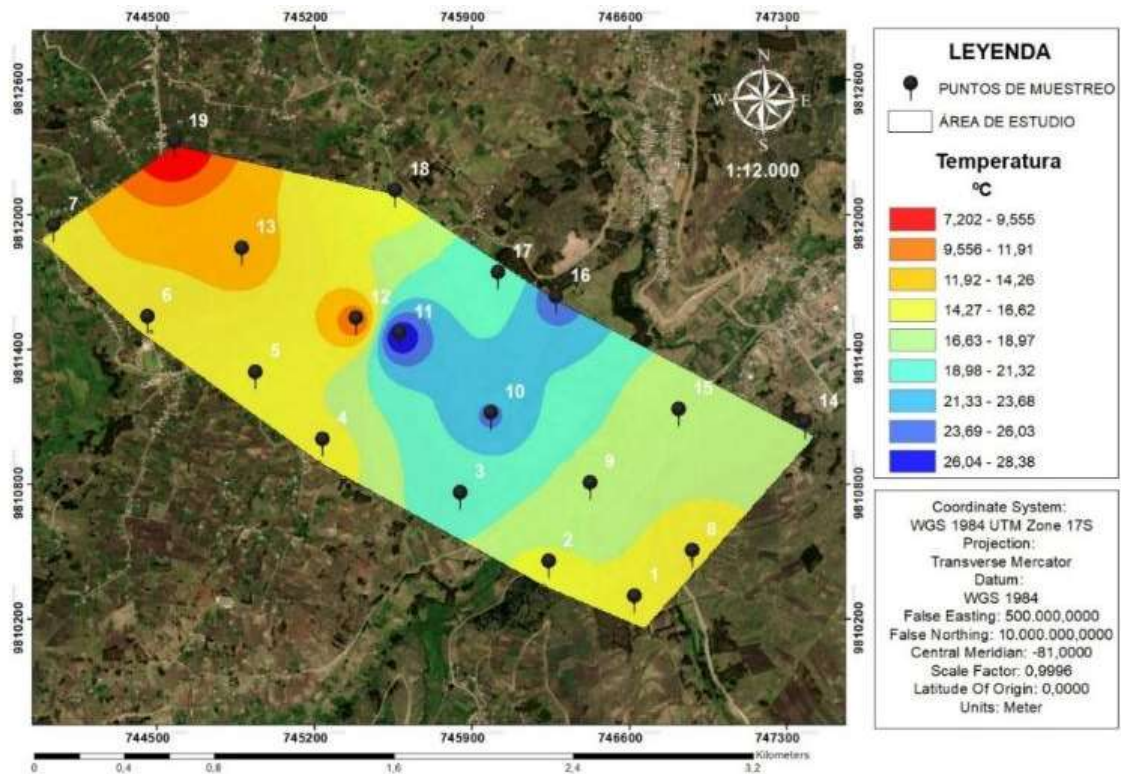 744500 745200 745900 746600 747300
9812600
9812000
9811400
9810800
9810200
19
18
7
13
17
16
6
12
11
5
10
15
14
4
9
3
8
2
1
N
W E
S
1:12.000
9812600
9812000
9811400
9810800
9810200
744500 745200 745900 746600 747300
Kilometers
0 0,4 0,8 1,6 2,4 3,2
LEYENDA
PUNTOS DE MUESTREO
ÁREA DE ESTUDIO
Temperatura
ºC
7,202 - 9,555
9,556 - 11,91
11,92 - 14,26
14,27 - 16,62
16,63 - 18,97
18,98 - 21,32
21,33 - 23,68
23,69 - 26,03
26,04 - 28,38
Coordinate System:
WGS 1984 UTM Zone 17S
Projection:
Transverse Mercator
Datum:
WGS 1984
False Easting: 500.000,0000
False Northing: 10.000.000,0000
Central Meridian: -81,0000
Scale Factor: 0,9996
Latitude Of Origin: 0,0000
Units: Meter